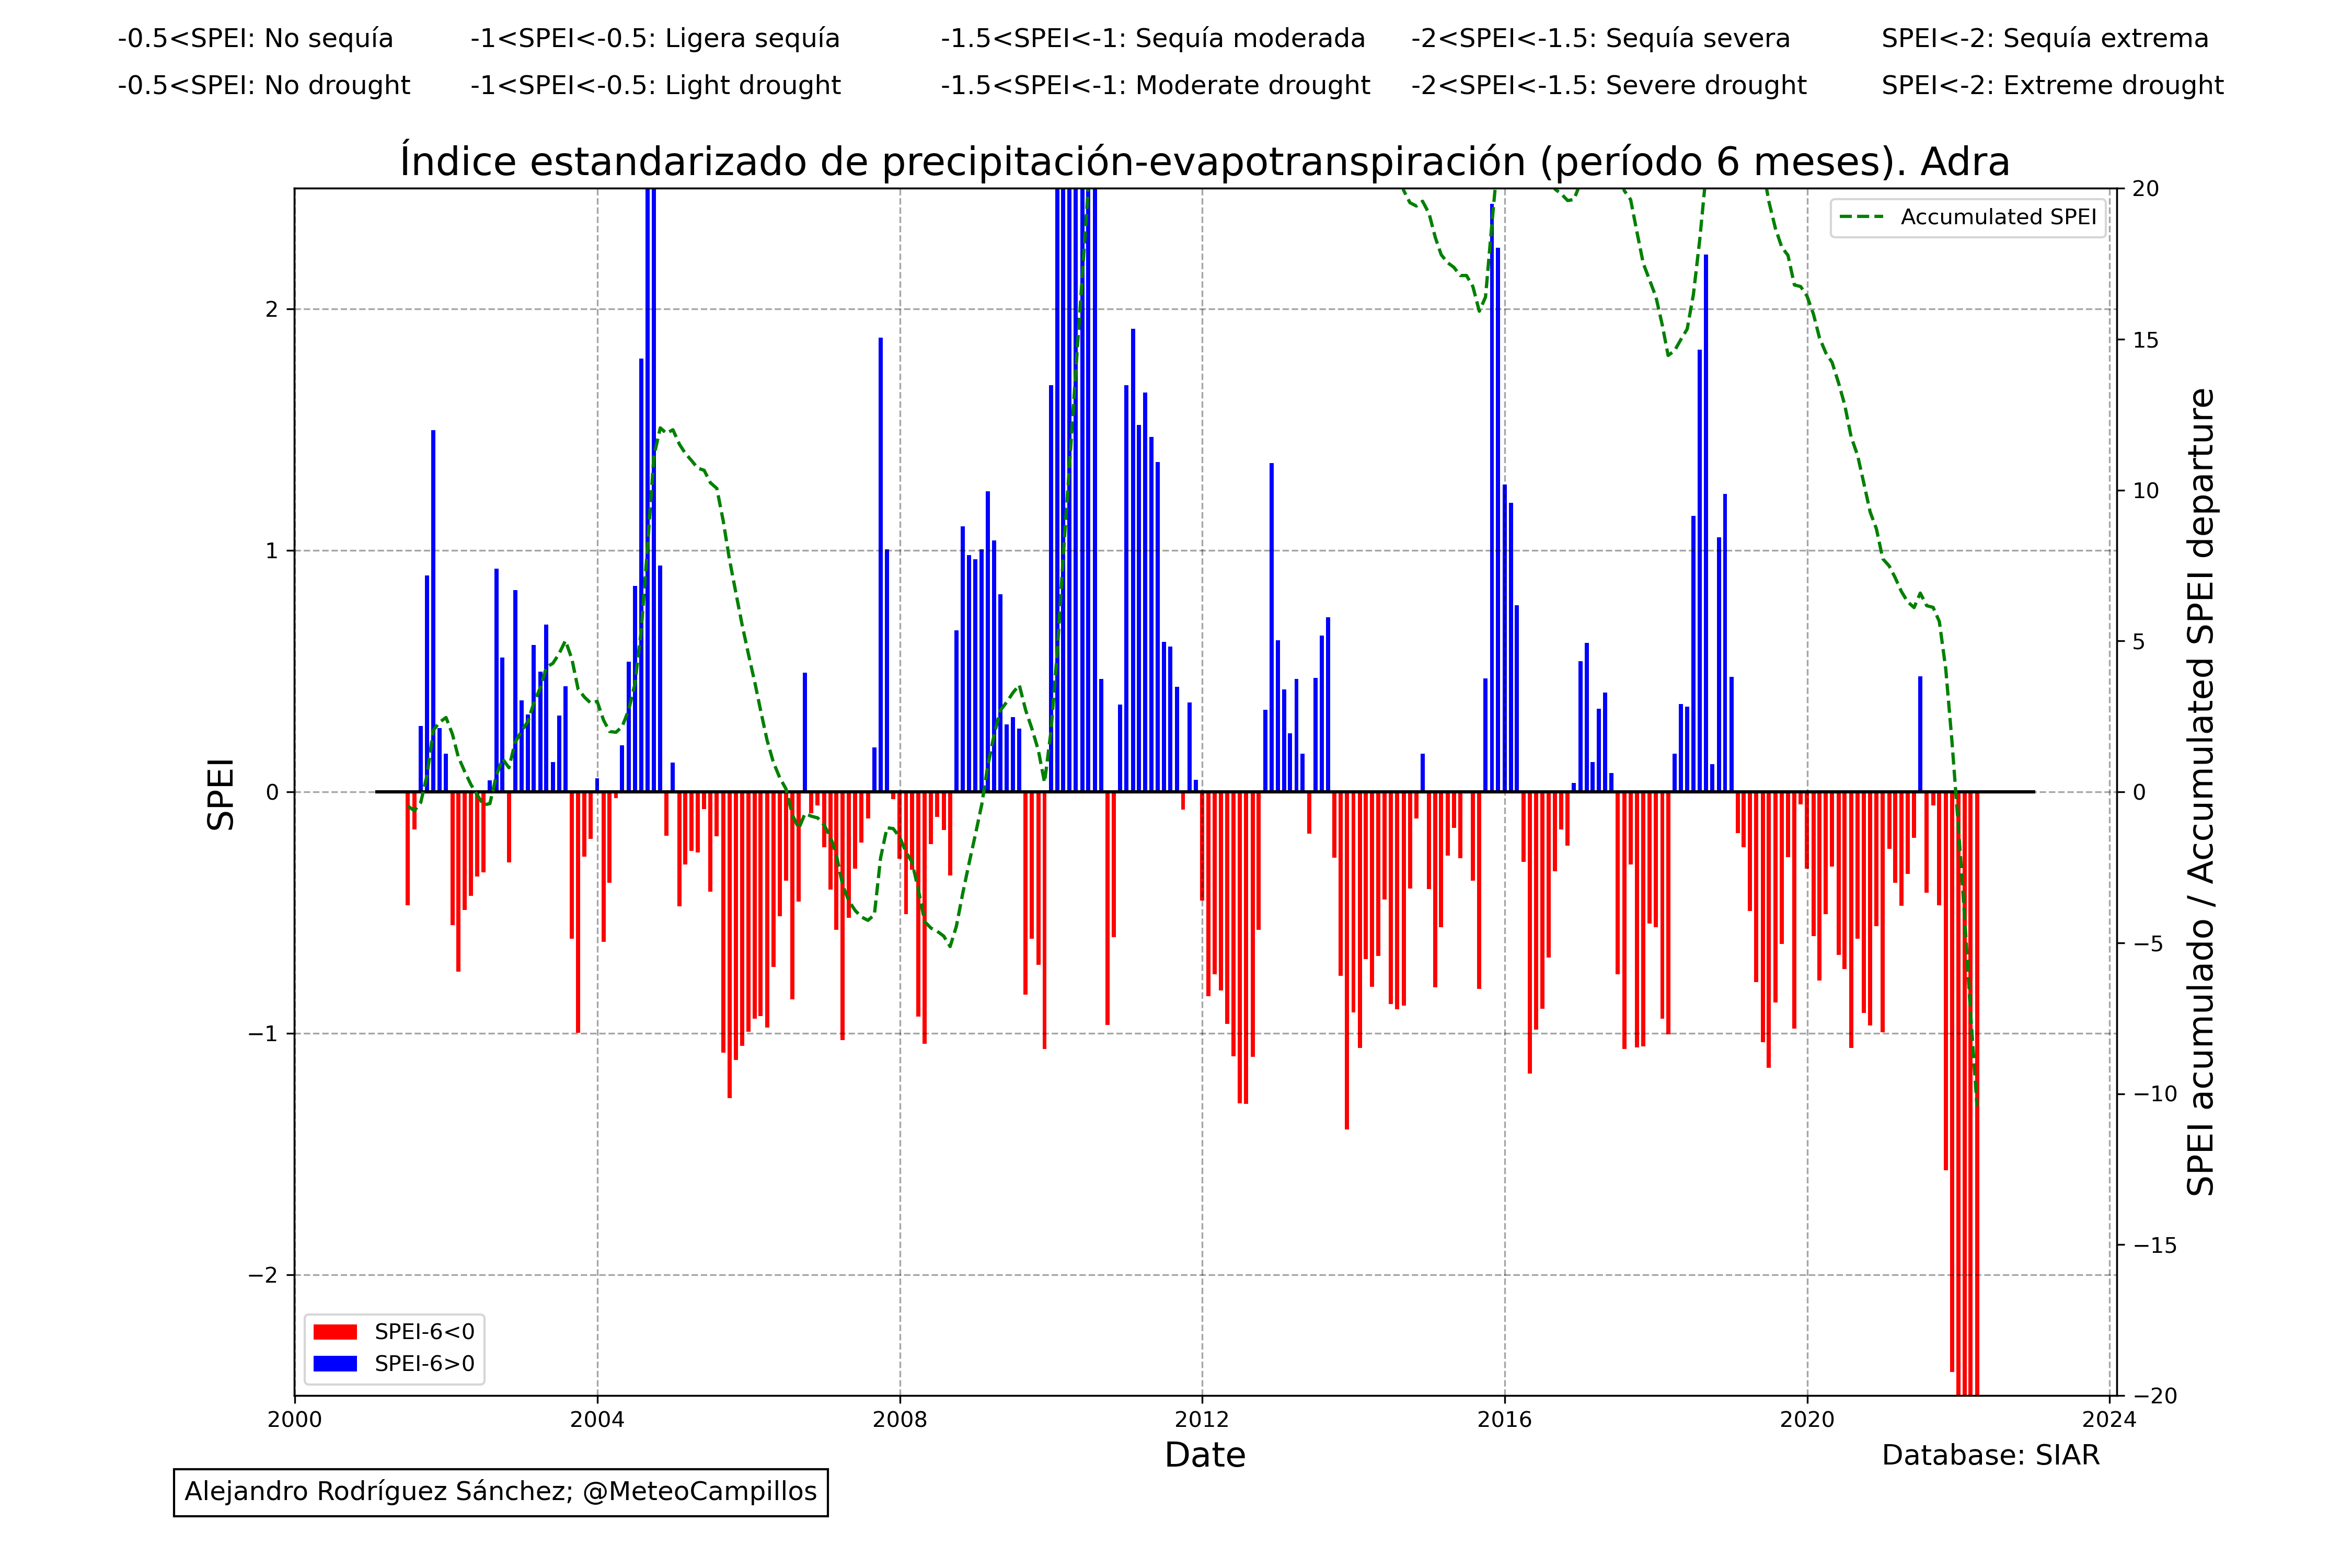 -0.5<SPEI: No sequía -1<SPEI<-0.5: Ligera sequía -1.5<SPEI<-1: Sequía moderada -2<SPEI<-1.5: Sequía severa SPEI<-2: Sequía extrema
-0.5<SPEI: No drought -1<SPEI<-0.5: Light drought -1.5<SPEI<-1: Moderate drought -2<SPEI<-1.5: Severe drought SPEI<-2: Extreme drought
Índice estandarizado de precipitación-evapotranspiración (período 6 meses). Adra
Accumulated SPEI
SPEI
2
1
0
−1
−2
20
15
10
5
0
−5
−10
−15
−20
SPEI acumulado / Accumulated SPEI departure
SPEI-6<0
SPEI-6>0
2000 2004 2008 2012 2016 2020 2024
Date
Database: SIAR
Alejandro Rodríguez Sánchez; @MeteoCampillos